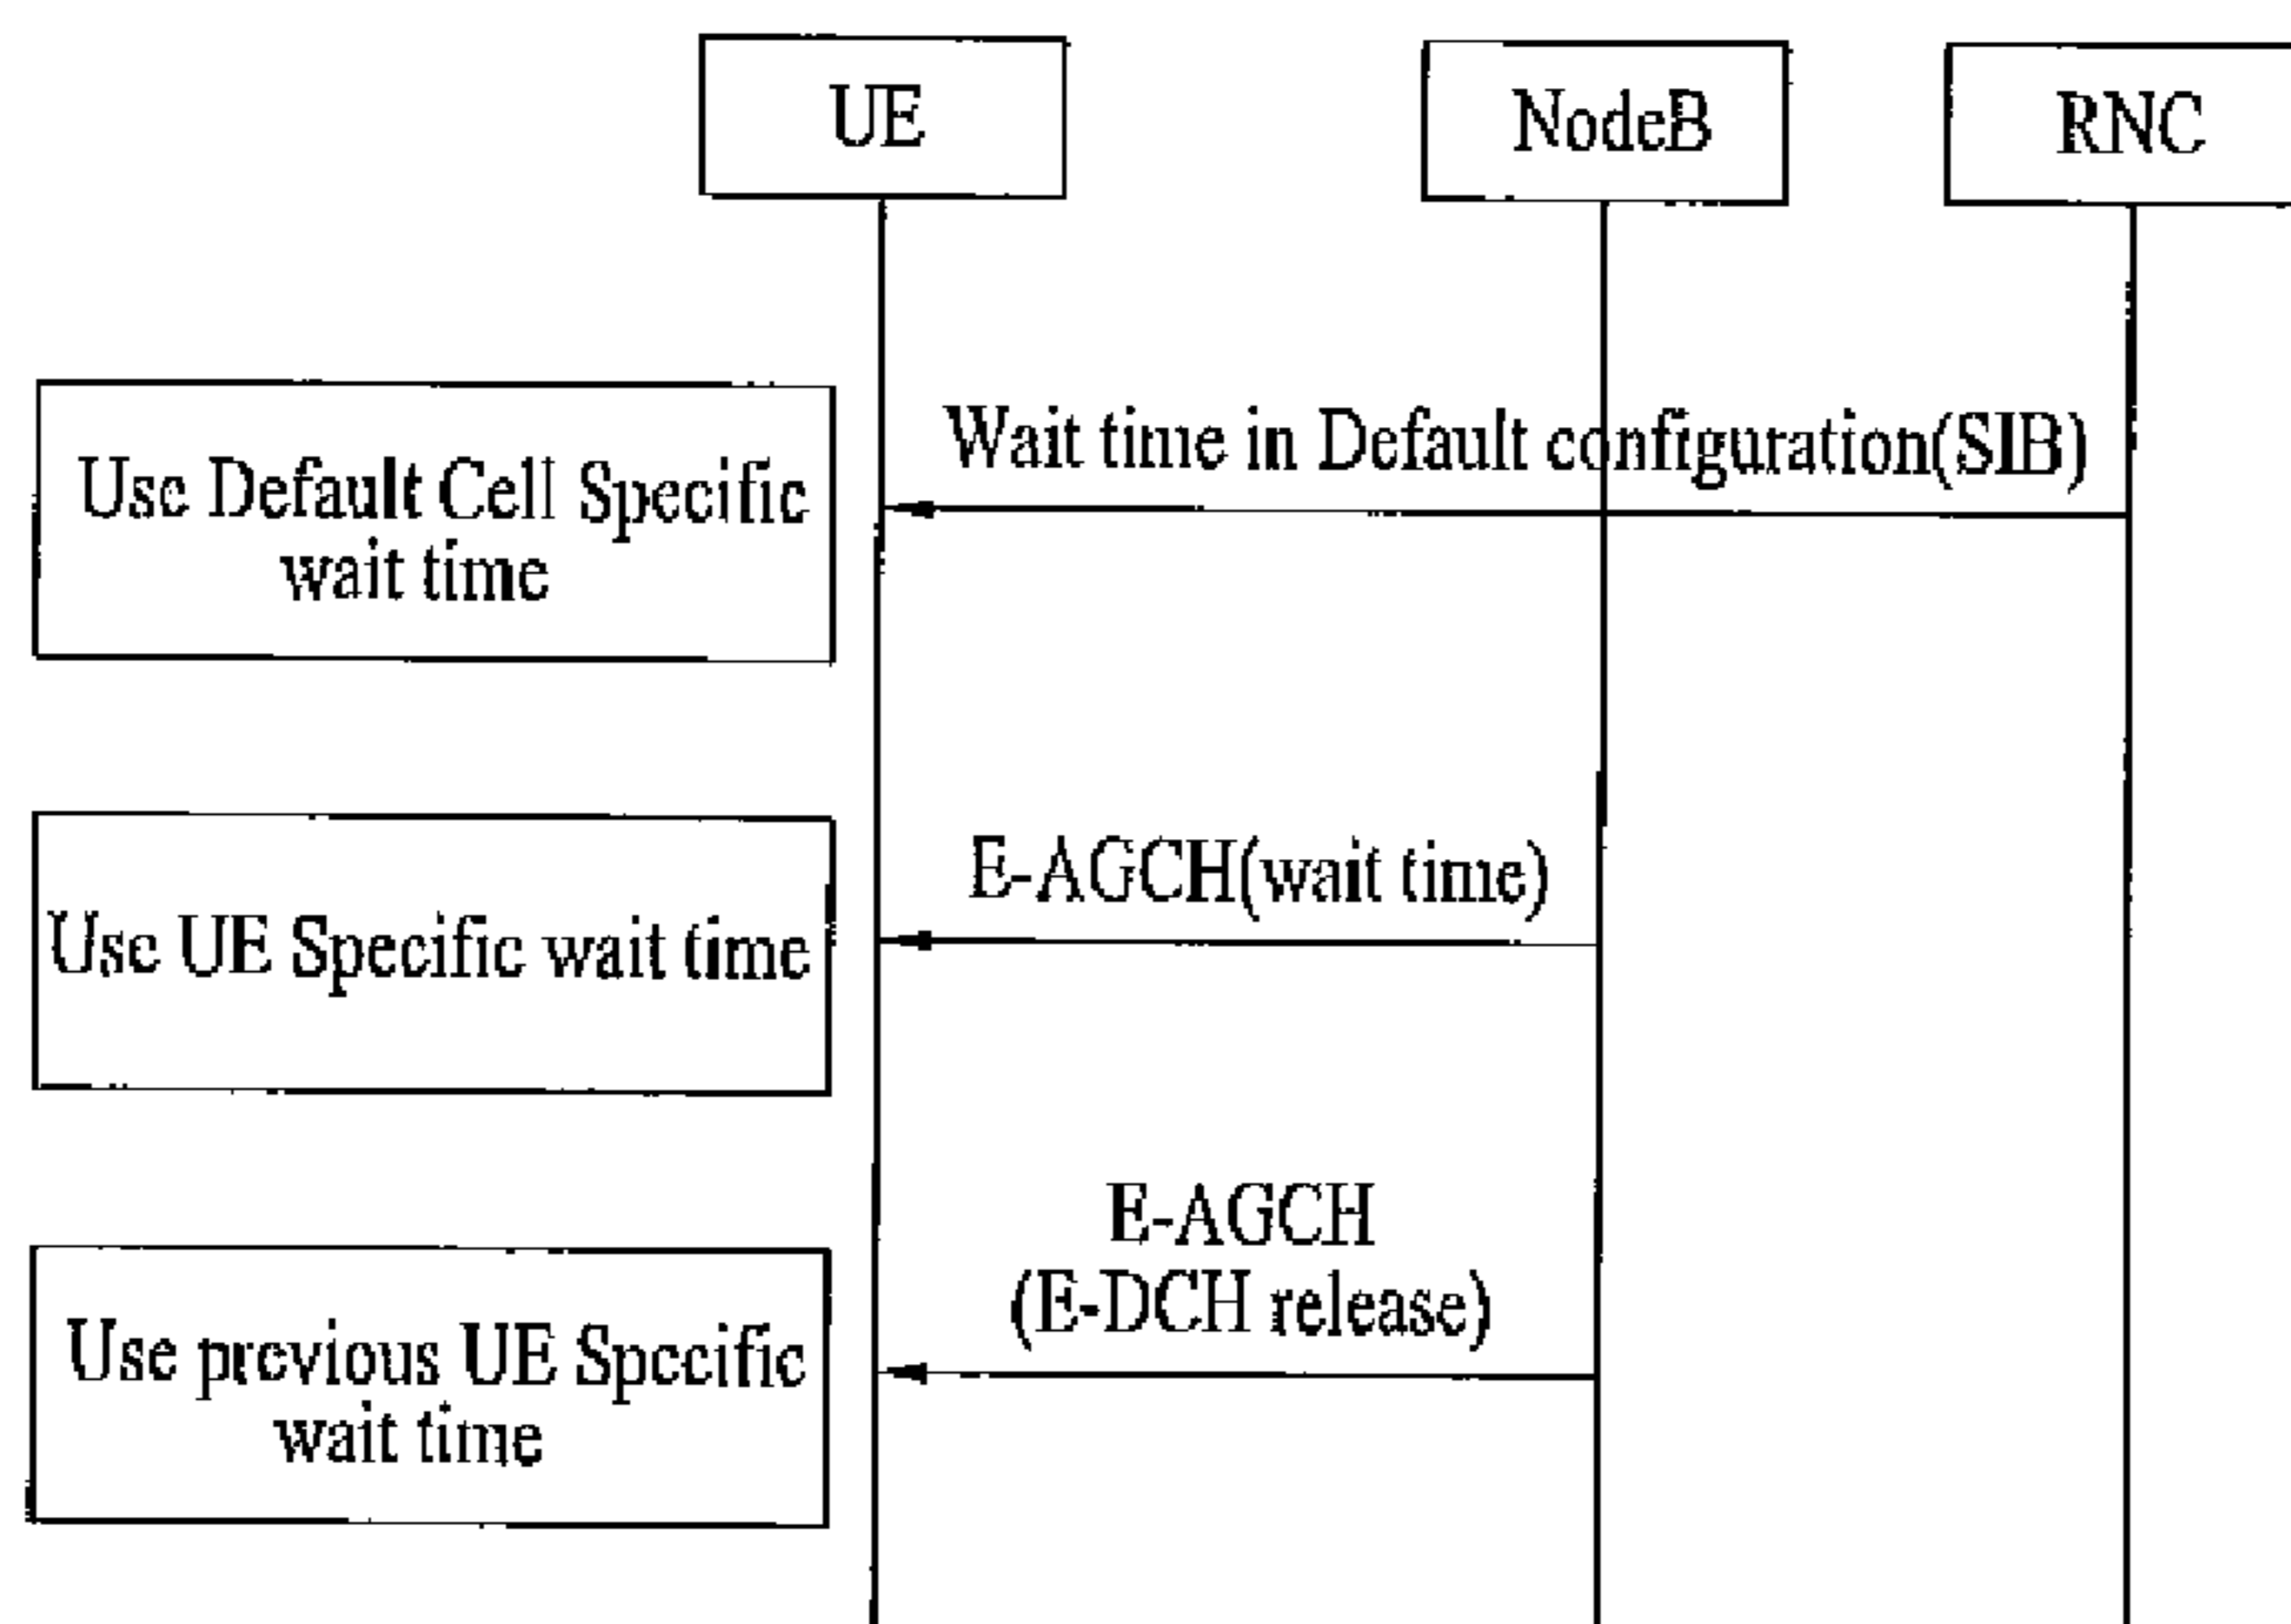 UE
NodeB
RNC
Wait time in Default configuration(SIB)
Use Default Cell Specific
wait time
E-AGCH(wait time)
Use UE Specific wait time
E-AGCH
(E-DCH release)
Use previous UE Specific
wait time